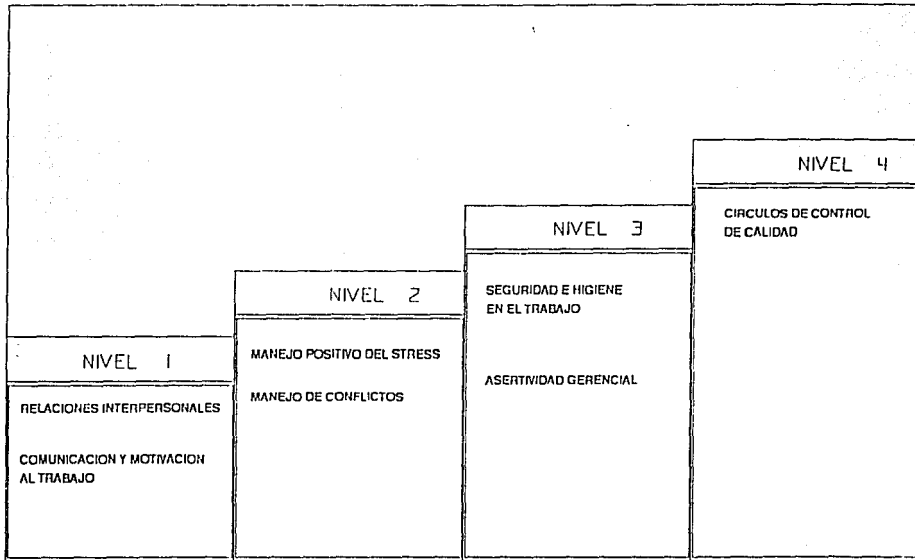 NIVEL 1
RELACIONES INTERPERSONALES
COMUNICACION Y MOTIVACION
AL TRABAJO
NIVEL 2
MANEJO POSITIVO DEL STRESS
MANEJO DE CONFLICTOS
NIVEL 3
SEGURIDAD E HIGIENE
EN EL TRABAJO
ASERTIVIDAD GERENCIAL
NIVEL 4
CIRCULOS DE CONTROL
DE CALIDAD